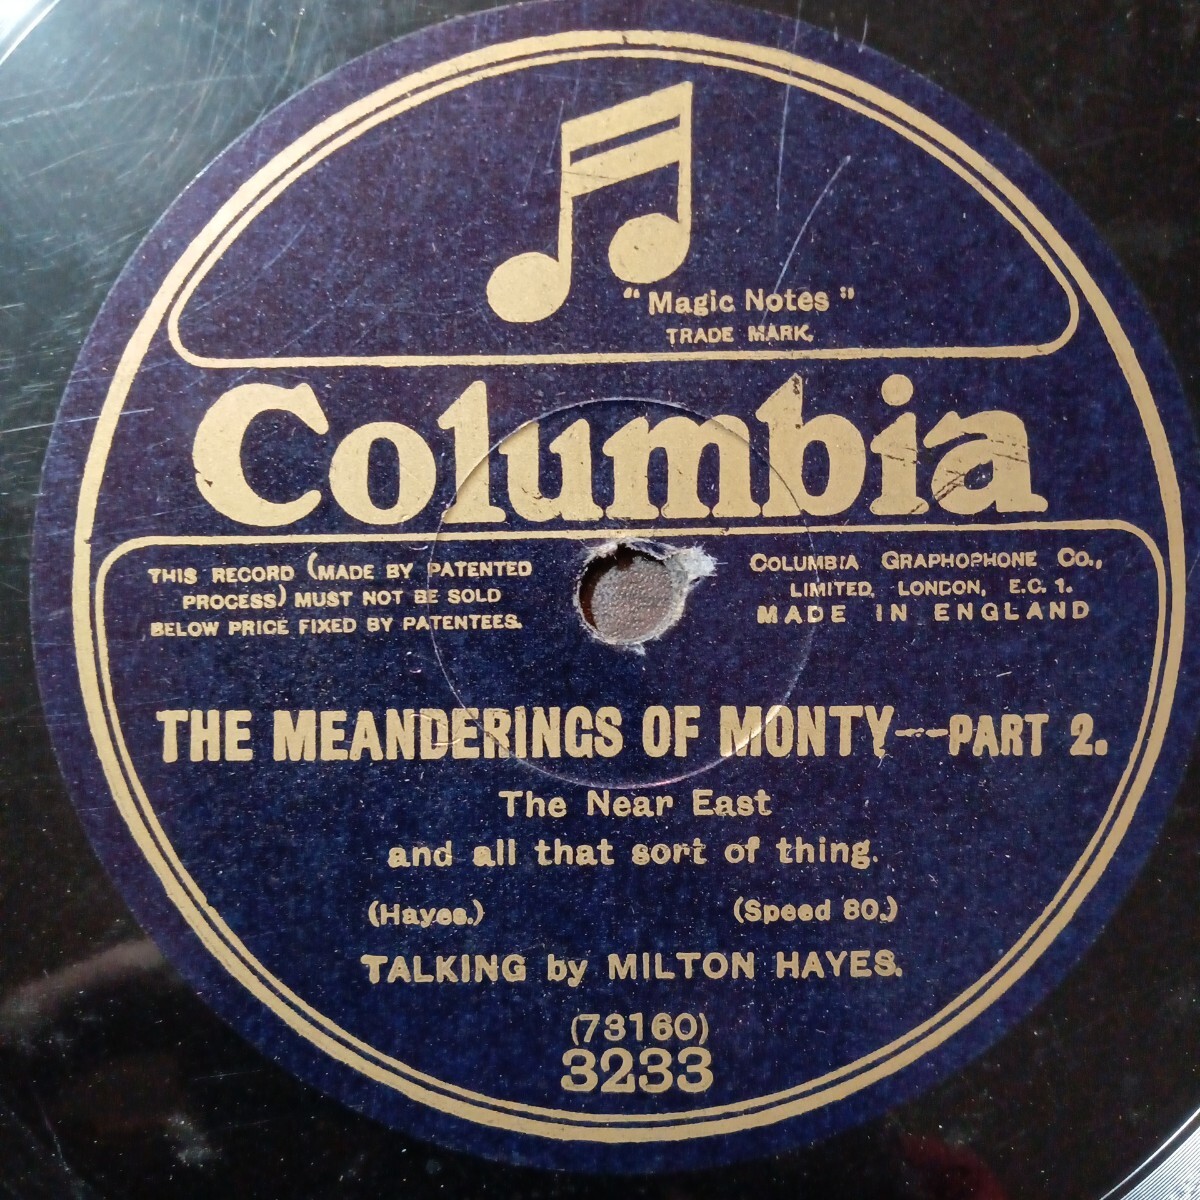 "Magic Notes"
TRADE MARK.
Columbia
THIS RECORD (MADE BY PATENTED
PROCESS) MUST NOT BE SOLD
BELOW PRICE FIXED BY PATENTEES.
COLUMBIA GRAPHOPHONE CO.,
LIMITED, LONDON, E.C. 1.
MADE IN ENGLAND
THE MEANDERINGS OF MONTY--PART 2.
The Near East
and all that sort of thing.
(Hayes.) (Speed 80.)
TALKING by MILTON HAYES.
(73160)
3233